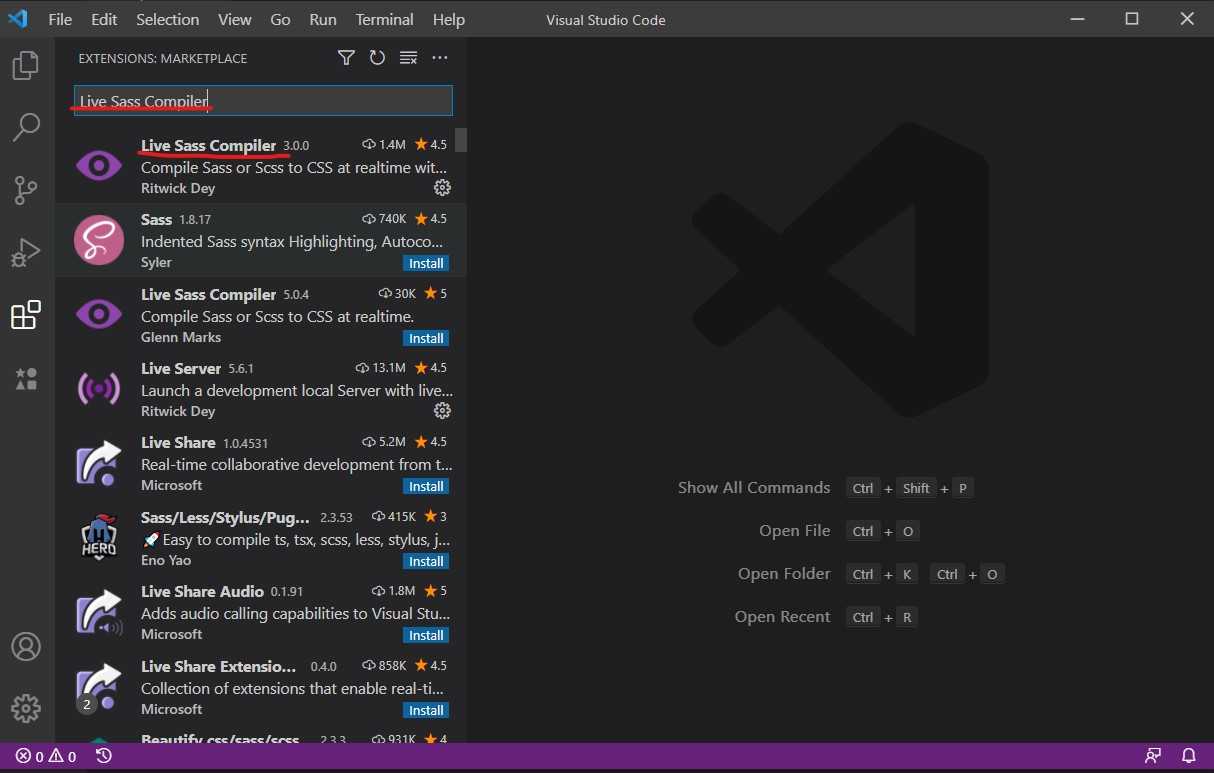 File Edit Selection View Go Run Terminal Help Visual Studio Code
EXTENSIONS: MARKETPLACE
Live Sass Compiler
Live Sass Compiler 3.0.0 1.4M 4.5
Compile Sass or Scss to CSS at realtime wit...
Ritwick Dey
Sass 1.8.17 740K 4.5
Indented Sass syntax Highlighting, Autoco...
Syler Install
Live Sass Compiler 5.0.4 30K 5
Compile Sass or Scss to CSS at realtime.
Glenn Marks Install
Live Server 5.6.1 13.1M 4.5
Launch a development local Server with live...
Ritwick Dey
Live Share 1.0.4531 5.2M 4.5
Real-time collaborative development from t...
Microsoft Install
HERO
Sass/Less/Stylus/Pug... 2.3.53 415K 3
🚀 Easy to compile ts, tsx, scss, less, stylus, j...
Eno Yao Install
Live Share Audio 0.1.91 1.8M 5
Adds audio calling capabilities to Visual Stu...
Microsoft Install
Live Share Extensio... 0.4.0 858K 4.5
Collection of extensions that enable real-ti...
2
Microsoft Install
Beautify css/sass/scss 2.3.3 931K 4
Show All Commands Ctrl + Shift + P
Open File Ctrl + O
Open Folder Ctrl + K Ctrl + O
Open Recent Ctrl + R
0 0